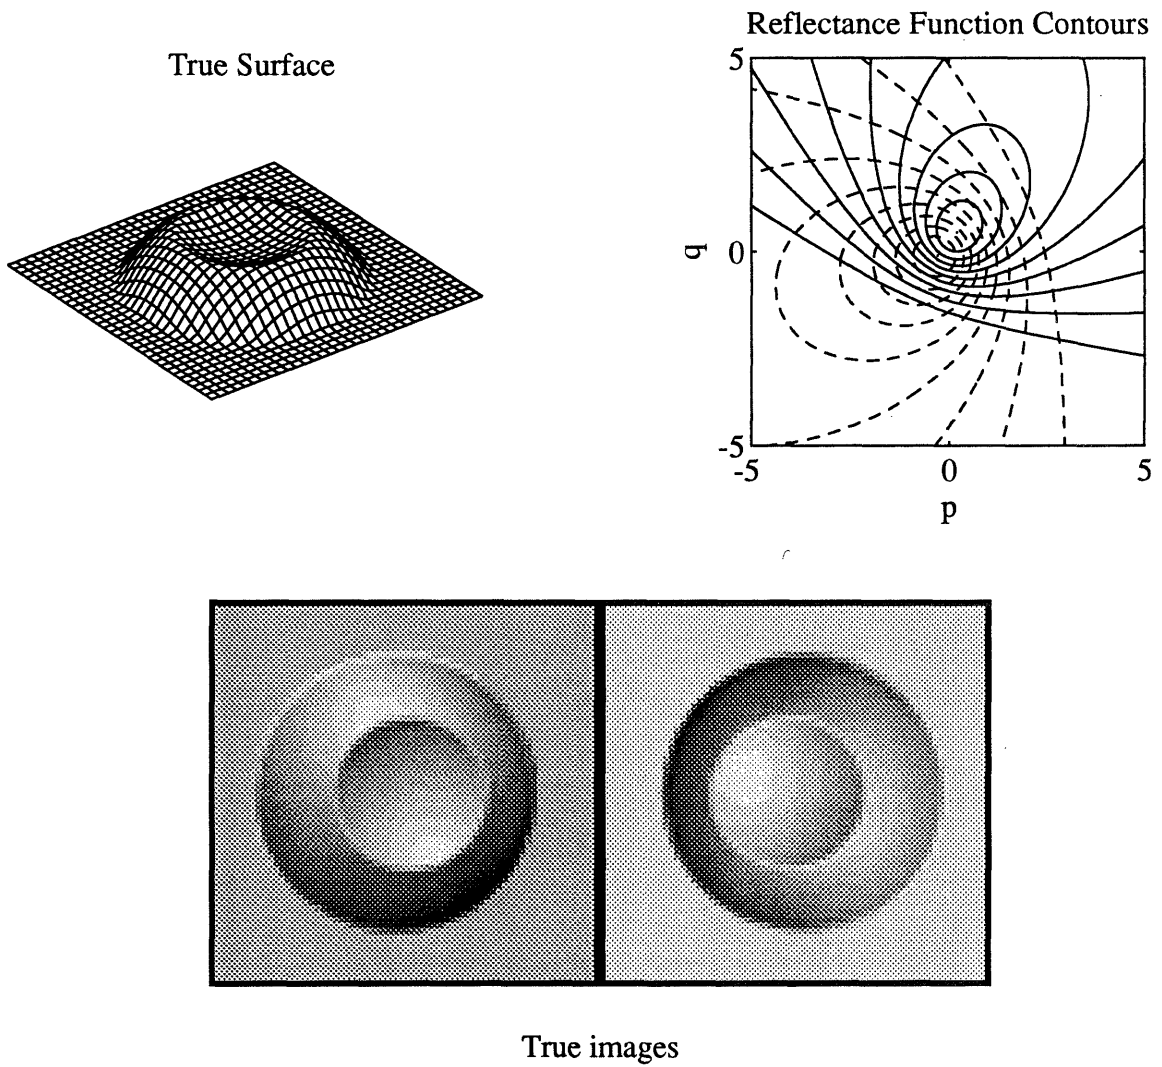 Reflectance Function Contours
True Surface
5
q
0
-5
-5 0 5
p
True images